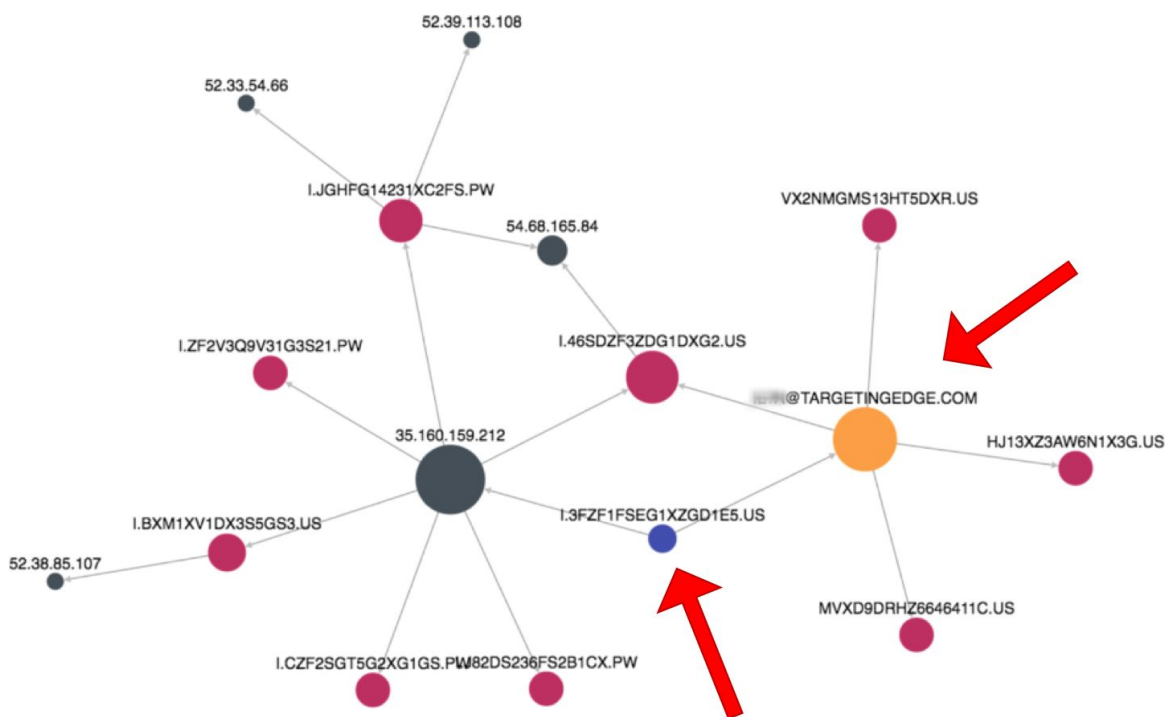 52.39.113.108
52.33.54.66
I.JGHFG14231XC2FS.PW
VX2NMGMS13HT5DXR.US
54.68.165.84
I.ZF2V3Q9V31G3S21.PW
I.46SDZF3ZDG1DXG2.US
@TARGETINGEDGE.COM
35.160.159.212
HJ13XZ3AW6N1X3G.US
I.3FZF1FSEG1XZGD1E5.US
I.BXM1XV1DX3S5GS3.US
52.38.85.107
MVXD9DRHZ6646411C.US
I.CZF2SGT5G2XG1GS.PW